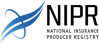 NIPR
NATIONAL INSURANCE
PRODUCER REGISTRY